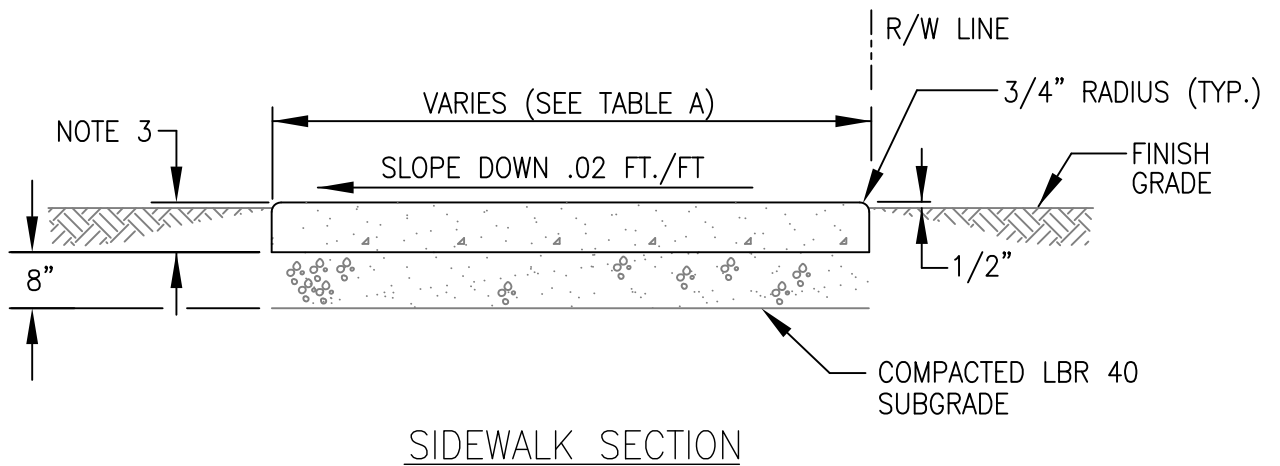 R/W LINE
3/4" RADIUS (TYP.)
VARIES (SEE TABLE A)
NOTE 3
SLOPE DOWN .02 FT./FT
FINISH
GRADE
8"
1/2"
COMPACTED LBR 40
SUBGRADE
SIDEWALK SECTION